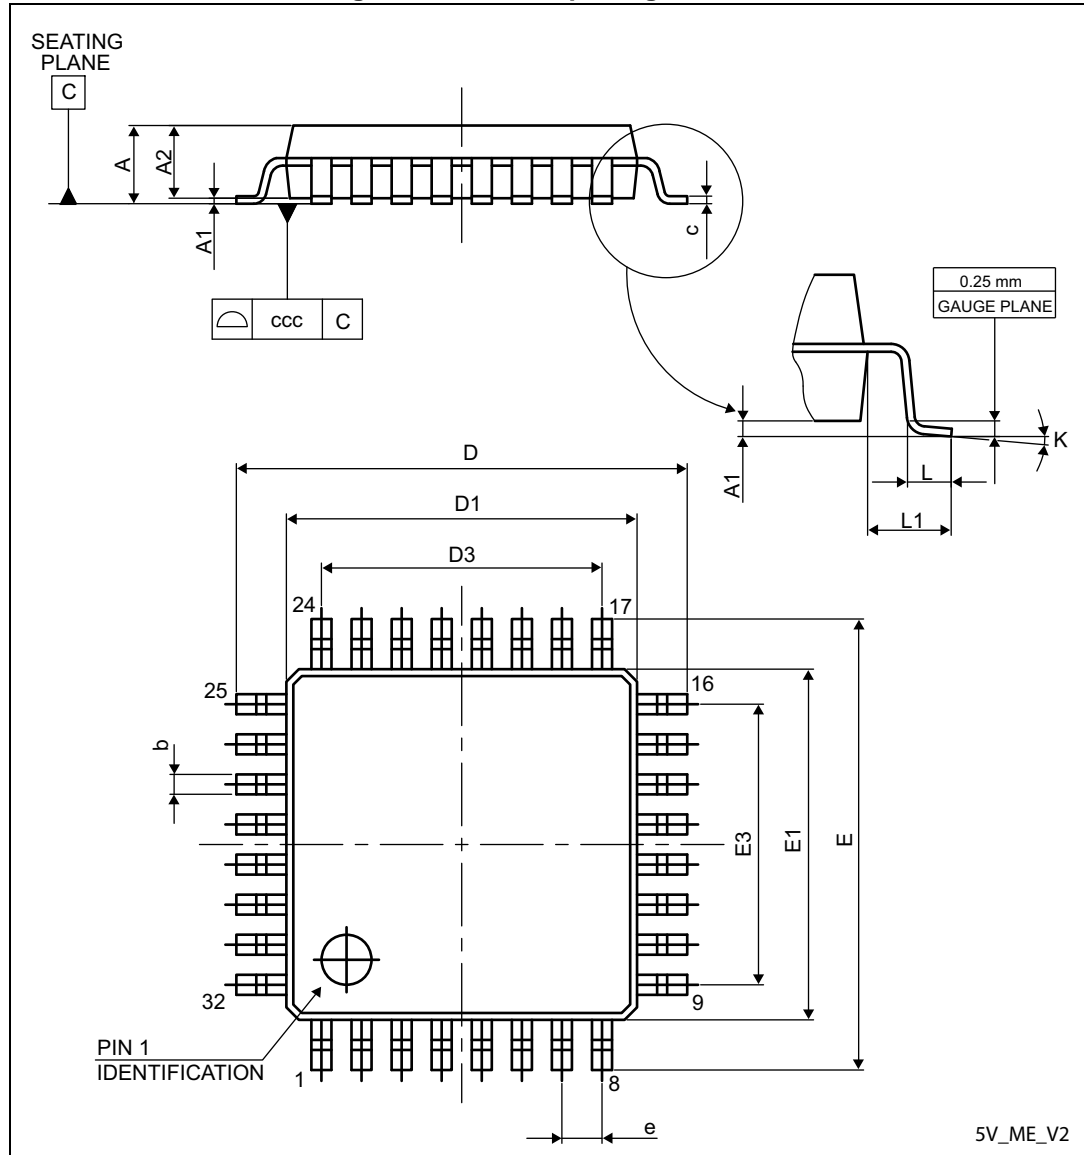 SEATING
PLANE
C
A
A2
A1
c
ccc
C
0.25 mm
GAUGE PLANE
A1
K
L
L1
D
D1
D3
24
17
25
16
b
E3
E1
E
32
9
PIN 1
IDENTIFICATION
1
8
e
5V_ME_V2